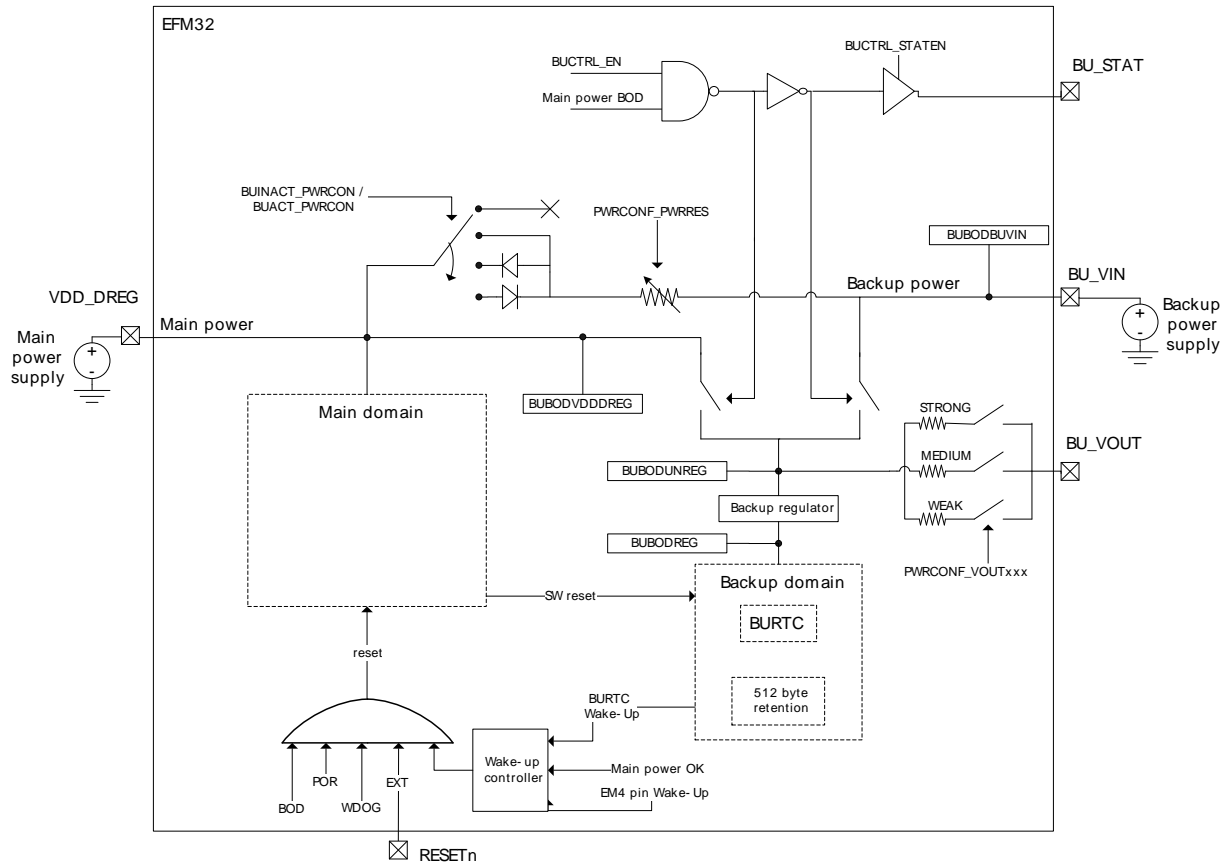 EFM32
BUCTRL_STATEN
BU_STAT
BUCTRL_EN
Main power BOD
BUINACT_PWRCON /
BUACT_PWRCON
PWRCONF_PWRRES
BUBODBUVIN
Backup power
BU_VIN
VDD_DREG
Main power
+
-
Main
power
supply
+
-
Backup
power
supply
Main domain
BUBODVDDDREG
STRONG
MEDIUM
WEAK
BU_VOUT
BUBODUNREG
Backup regulator
BUBODREG
PWRCONF_VOUTxxx
Backup domain
SW reset
BURTC
reset
512 byte
retention
BURTC
Wake-Up
Wake-up
controller
Main power OK
EM4 pin Wake-Up
BOD
POR
WDOG
EXT
RESETn